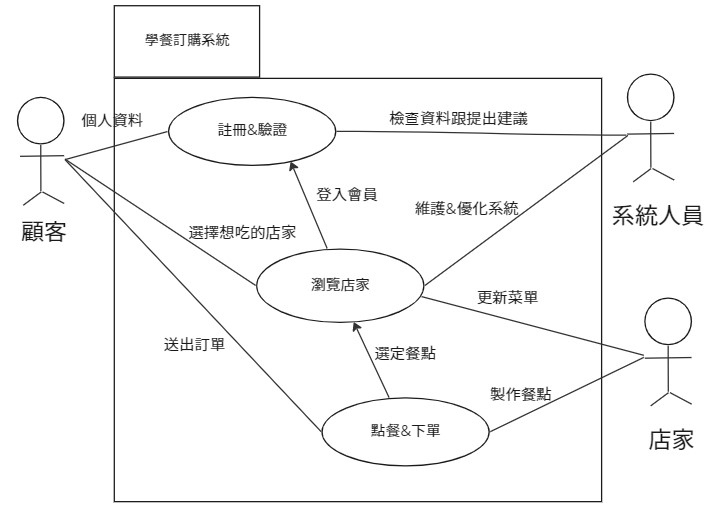 學餐訂購系統
個人資料
註冊&驗證
檢查資料跟提出建議
登入會員
維護&優化系統
系統人員
顧客
選擇想吃的店家
瀏覽店家
更新菜單
送出訂單
選定餐點
製作餐點
點餐&下單
店家